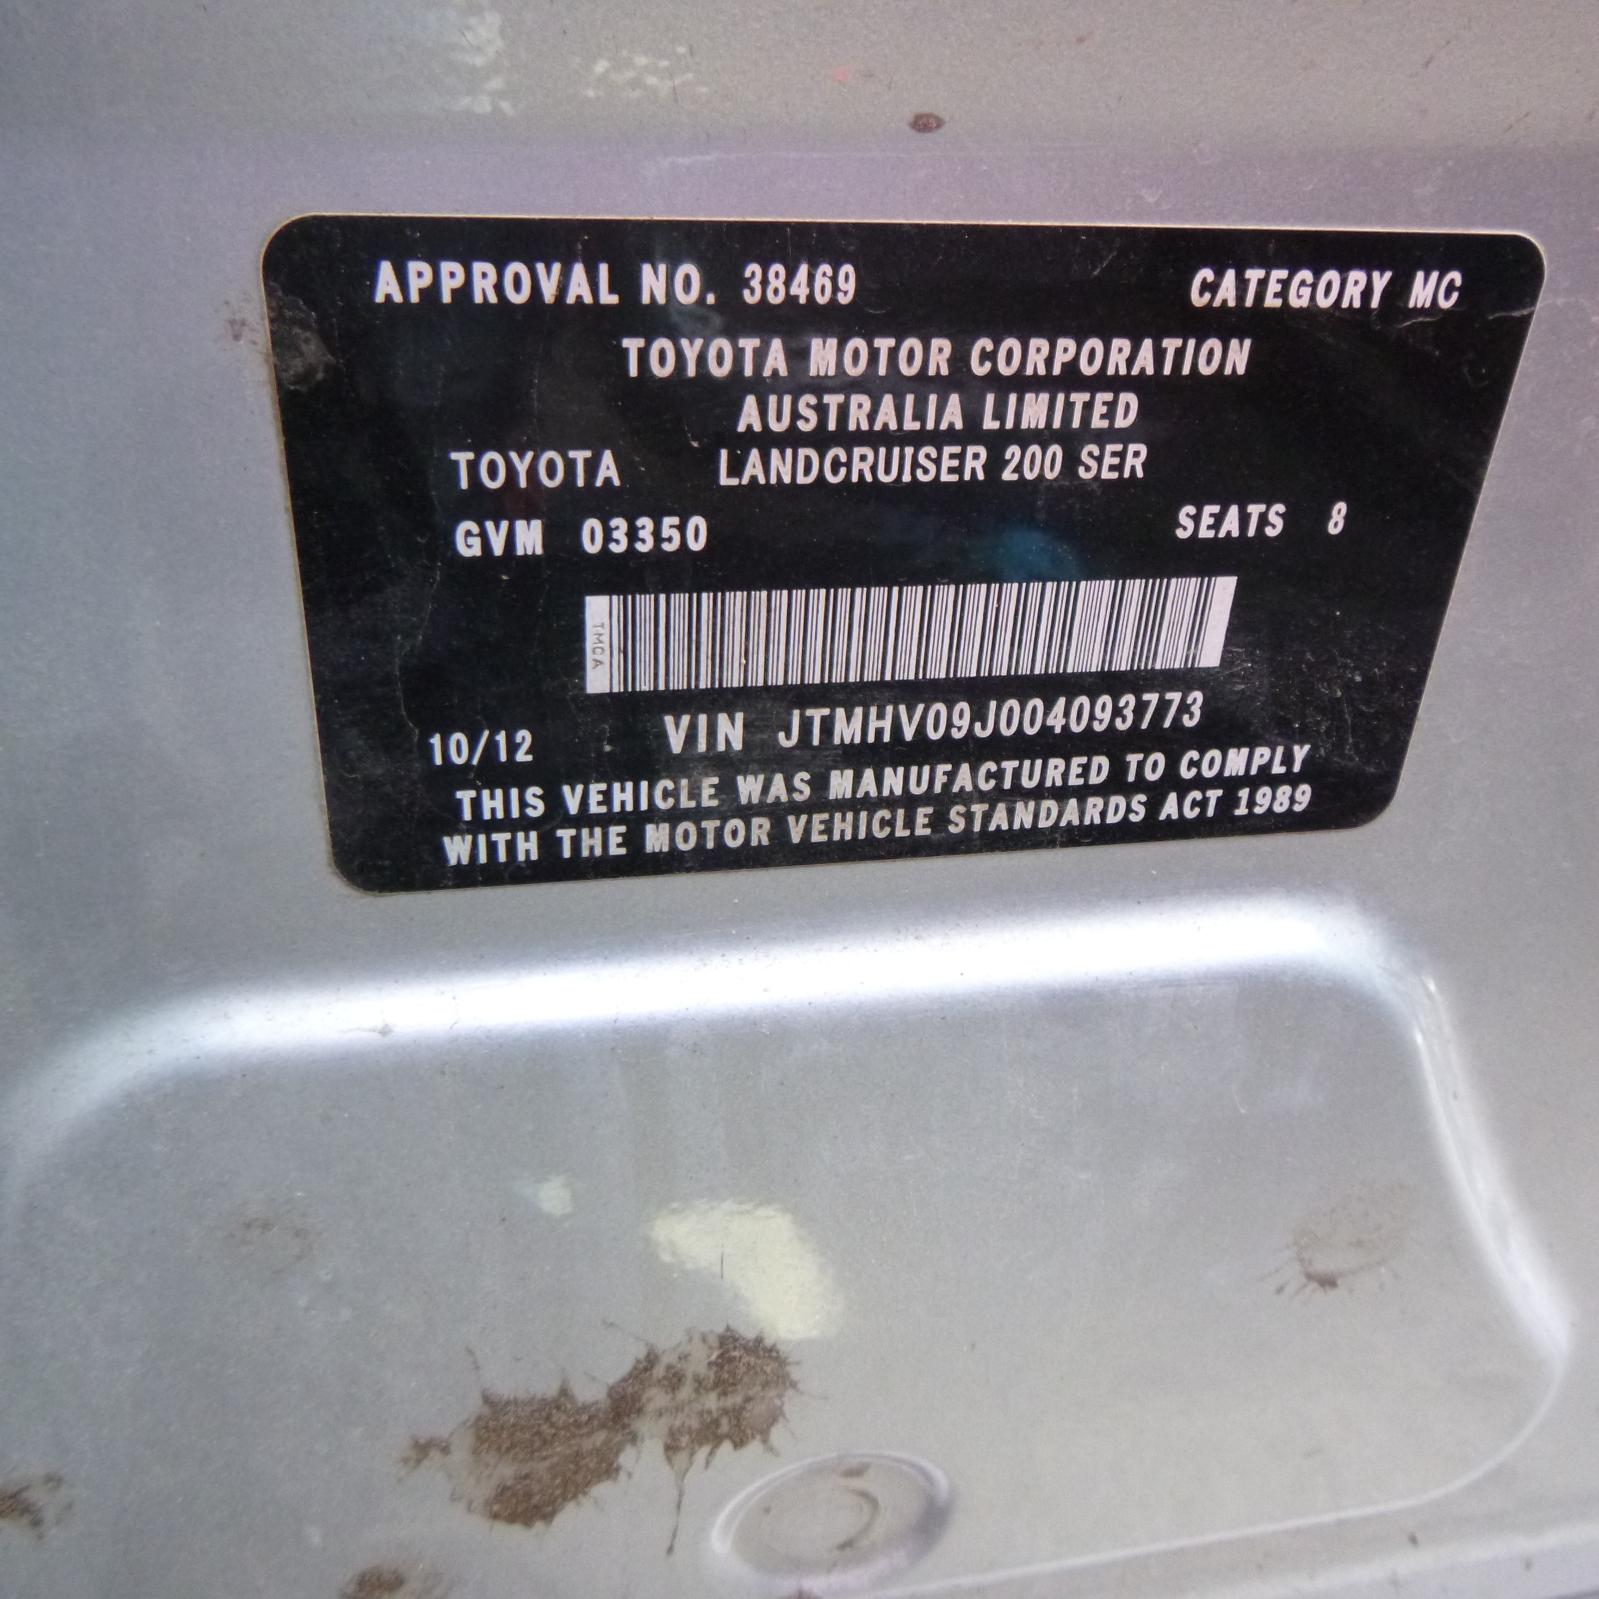 APPROVAL NO. 38469 CATEGORY MC
TOYOTA MOTOR CORPORATION
AUSTRALIA LIMITED
TOYOTA LANDCRUISER 200 SER
GVM 03350 SEATS 8
TMCA
10/12 VIN JTMHV09J004093773
THIS VEHICLE WAS MANUFACTURED TO COMPLY
WITH THE MOTOR VEHICLE STANDARDS ACT 1989